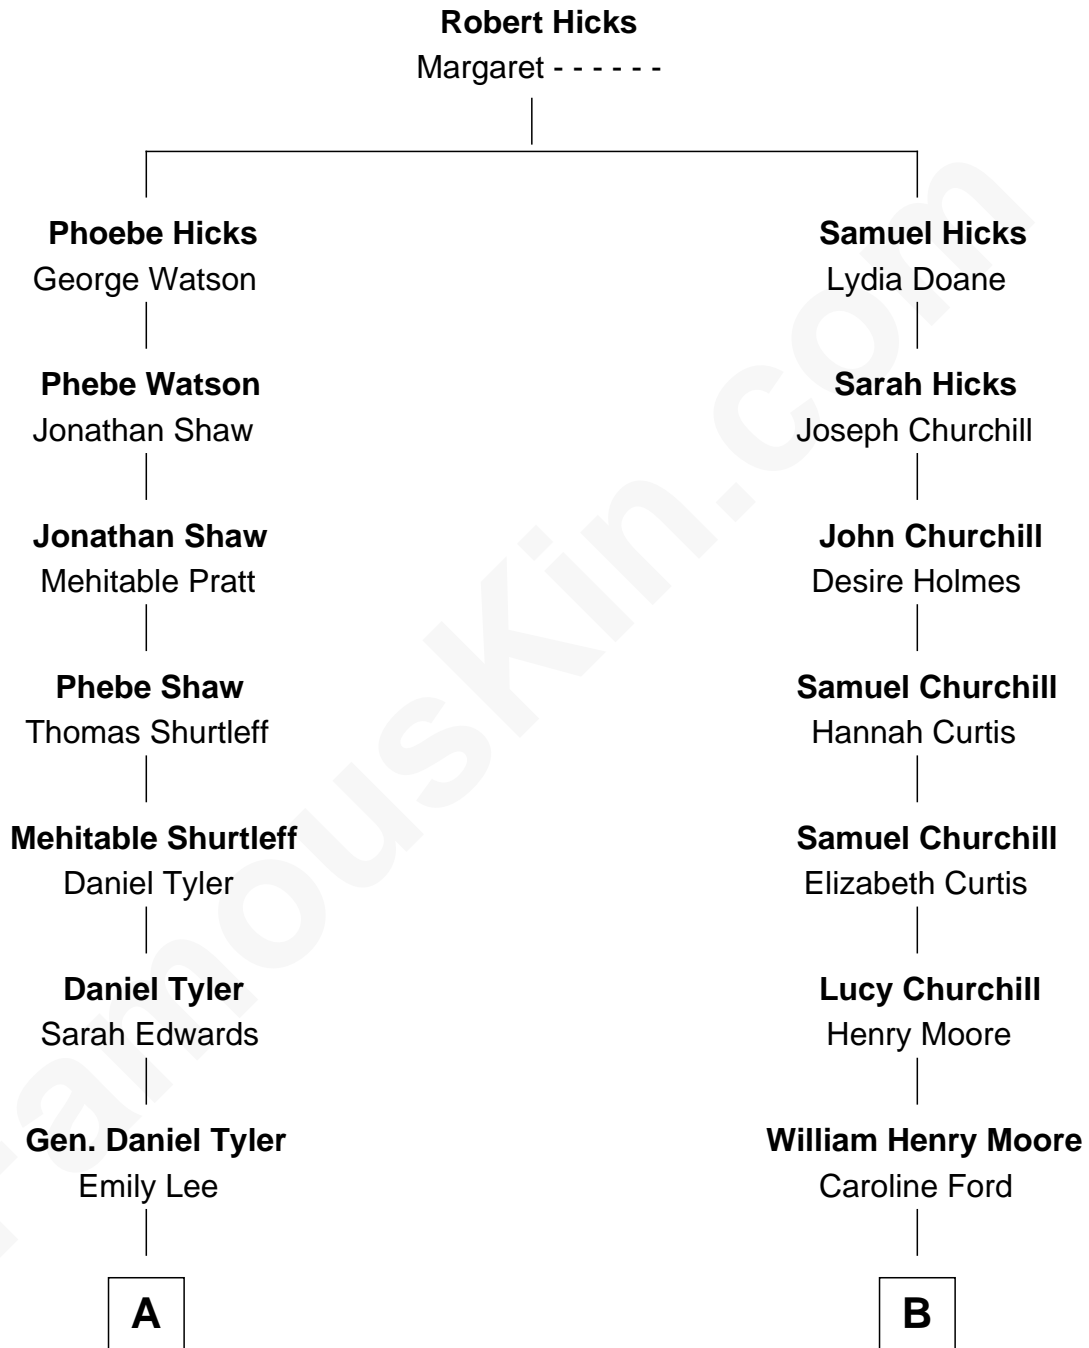 Robert Hicks
Margaret - - - - - -
Phoebe Hicks
George Watson
Samuel Hicks
Lydia Doane
Phebe Watson
Jonathan Shaw
Sarah Hicks
Joseph Churchill
Jonathan Shaw
Mehitable Pratt
John Churchill
Desire Holmes
Phebe Shaw
Thomas Shurtleff
Samuel Churchill
Hannah Curtis
Mehitable Shurtleff
Daniel Tyler
Samuel Churchill
Elizabeth Curtis
Daniel Tyler
Sarah Edwards
Lucy Churchill
Henry Moore
Gen. Daniel Tyler
Emily Lee
William Henry Moore
Caroline Ford
A
B
FamousKin.com